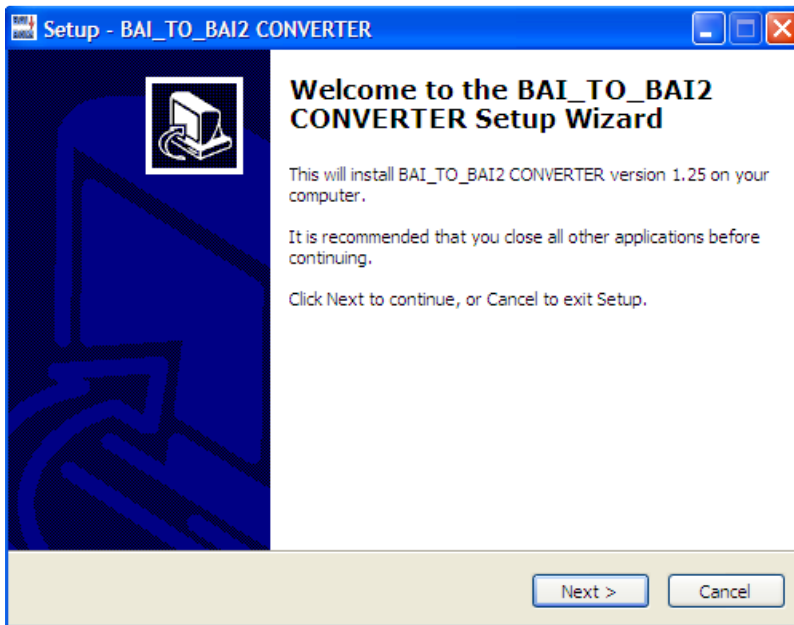 Setup - BAI_TO_BAI2 CONVERTER
Welcome to the BAI_TO_BAI2
CONVERTER Setup Wizard
This will install BAI_TO_BAI2 CONVERTER version 1.25 on your
computer.
It is recommended that you close all other applications before
continuing.
Click Next to continue, or Cancel to exit Setup.
Next >
Cancel